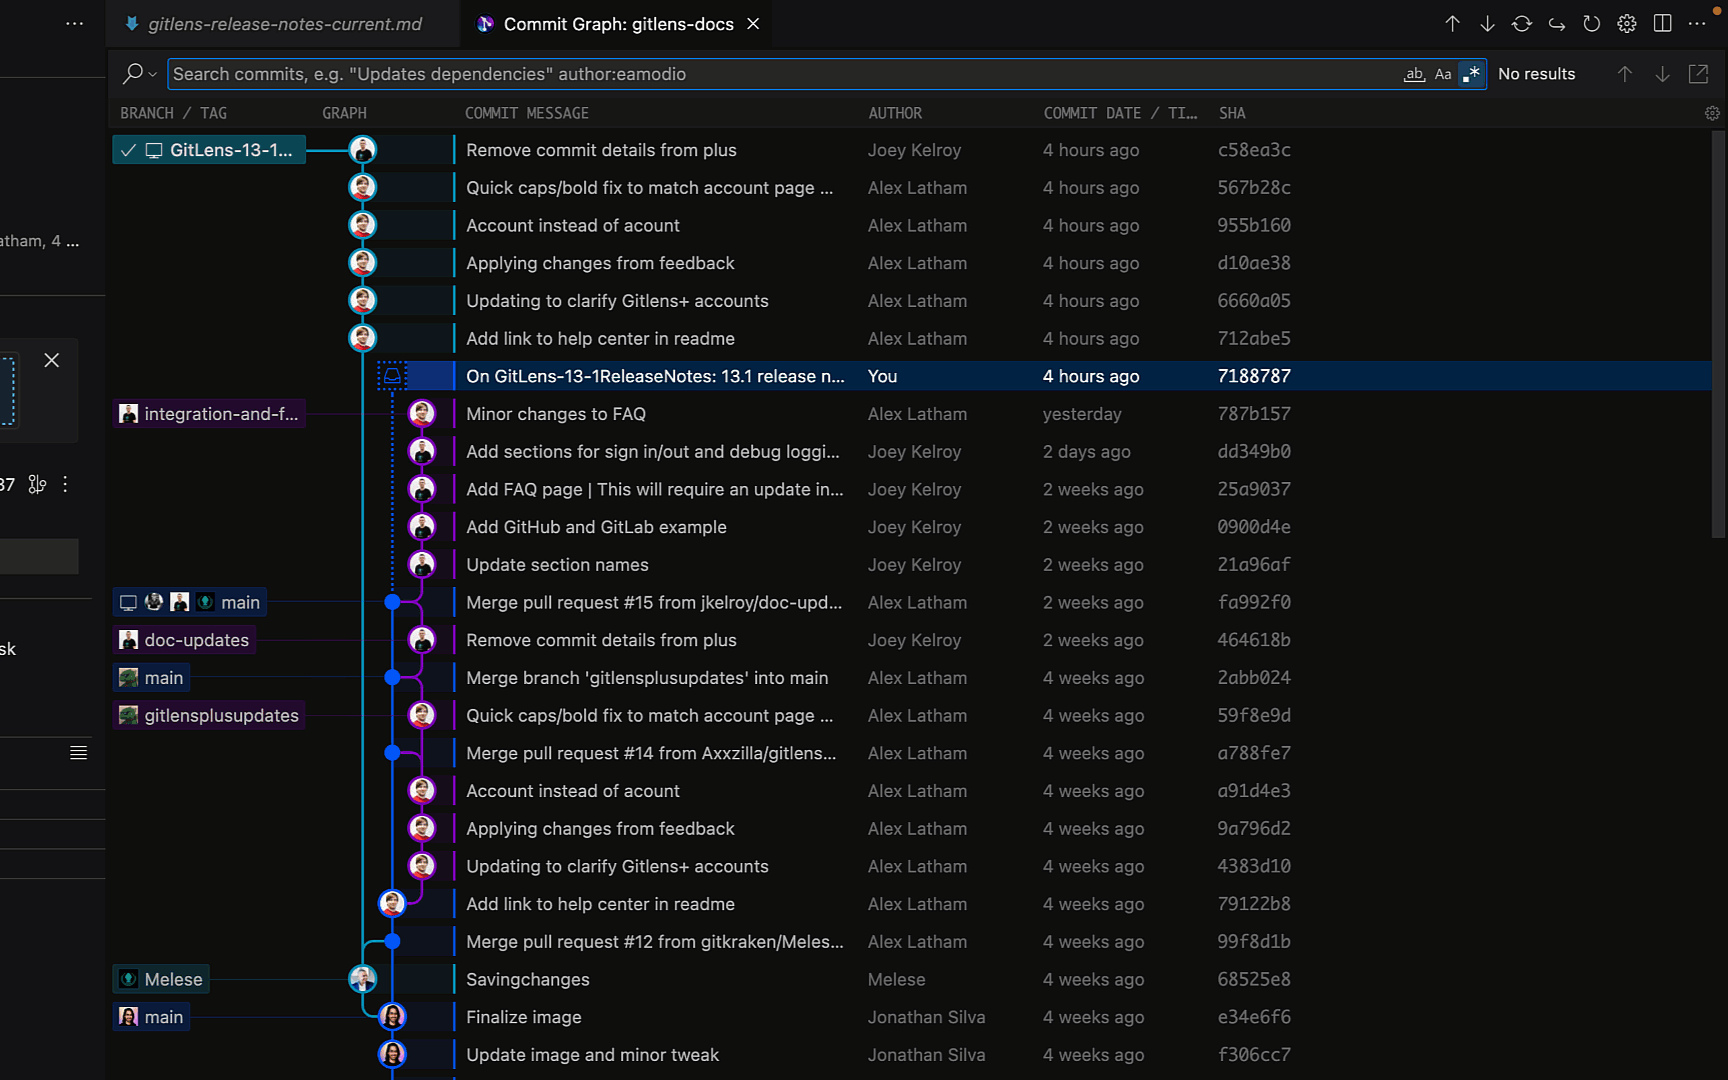 gitlens-release-notes-current.md
Commit Graph: gitlens-docs
Search commits, e.g. "Updates dependencies" author:eamodio
ab Aa .* No results
BRANCH / TAG GRAPH COMMIT MESSAGE AUTHOR COMMIT DATE / TI... SHA
GitLens-13-1... Remove commit details from plus Joey Kelroy 4 hours ago c58ea3c
Quick caps/bold fix to match account page ... Alex Latham 4 hours ago 567b28c
Account instead of acount Alex Latham 4 hours ago 955b160
atham, 4 ...
Applying changes from feedback Alex Latham 4 hours ago d10ae38
Updating to clarify Gitlens+ accounts Alex Latham 4 hours ago 6660a05
Add link to help center in readme Alex Latham 4 hours ago 712abe5
On GitLens-13-1ReleaseNotes: 13.1 release n... You 4 hours ago 7188787
integration-and-f... Minor changes to FAQ Alex Latham yesterday 787b157
Add sections for sign in/out and debug loggi... Joey Kelroy 2 days ago dd349b0
37
Add FAQ page | This will require an update in... Joey Kelroy 2 weeks ago 25a9037
Add GitHub and GitLab example Joey Kelroy 2 weeks ago 0900d4e
Update section names Joey Kelroy 2 weeks ago 21a96af
main Merge pull request #15 from jkelroy/doc-upd... Alex Latham 2 weeks ago fa992f0
doc-updates Remove commit details from plus Joey Kelroy 2 weeks ago 464618b
sk
main Merge branch 'gitlensplusupdates' into main Alex Latham 4 weeks ago 2abb024
gitlensplusupdates Quick caps/bold fix to match account page ... Alex Latham 4 weeks ago 59f8e9d
Merge pull request #14 from Axxzilla/gitlens... Alex Latham 4 weeks ago a788fe7
Account instead of acount Alex Latham 4 weeks ago a91d4e3
Applying changes from feedback Alex Latham 4 weeks ago 9a796d2
Updating to clarify Gitlens+ accounts Alex Latham 4 weeks ago 4383d10
Add link to help center in readme Alex Latham 4 weeks ago 79122b8
Merge pull request #12 from gitkraken/Meles... Alex Latham 4 weeks ago 99f8d1b
Melese Savingchanges Melese 4 weeks ago 68525e8
main Finalize image Jonathan Silva 4 weeks ago e34e6f6
Update image and minor tweak Jonathan Silva 4 weeks ago f306cc7